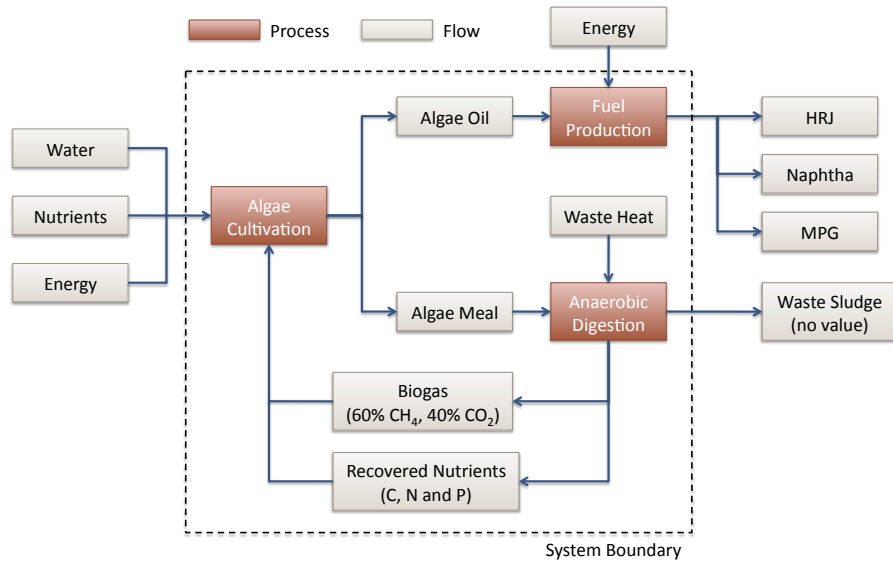 Process
Flow
Energy
Water
Nutrients
Energy
Algae
Cultivation
Algae Oil
Fuel
Production
HRJ
Naphtha
MPG
Waste Heat
Algae Meal
Anaerobic
Digestion
Waste Sludge
(no value)
Biogas
(60% CH₄, 40% CO₂)
Recovered Nutrients
(C, N and P)
System Boundary